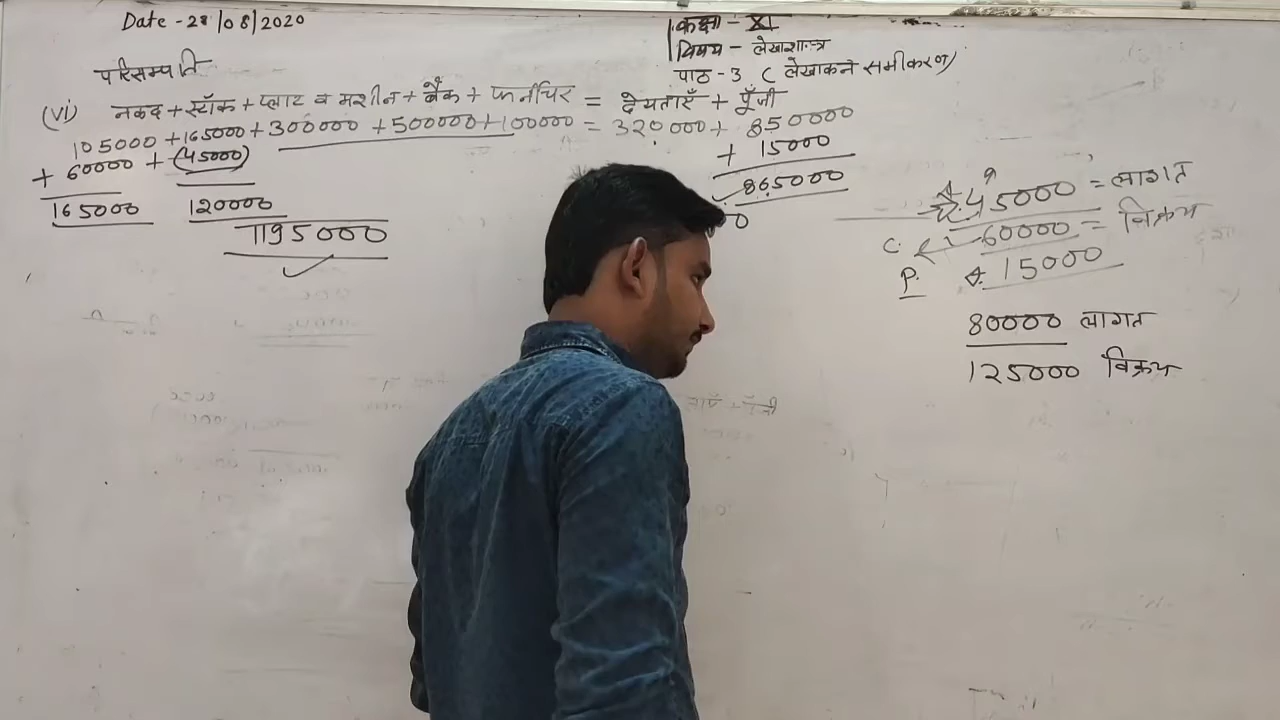 Date - 28/08/2020
कक्षा - XI
विषय - लेखाशास्त्र
पाठ - 3 ( लेखाकन समीकरण)
परिसम्पति
(vi) नकद + स्टॉक + प्लाट व मशीन + बैंक + फर्नीचर = देयताएँ + पूँजी
105000 + 165000 + 300000 + 500000 + 100000 = 320000 + 850000
+ 60000 + (45000) + 15000
165000 120000 865000
1195000
45000 = लागत
60000 = विक्रय
P. 15000
80000 लागत
125000 विक्रय